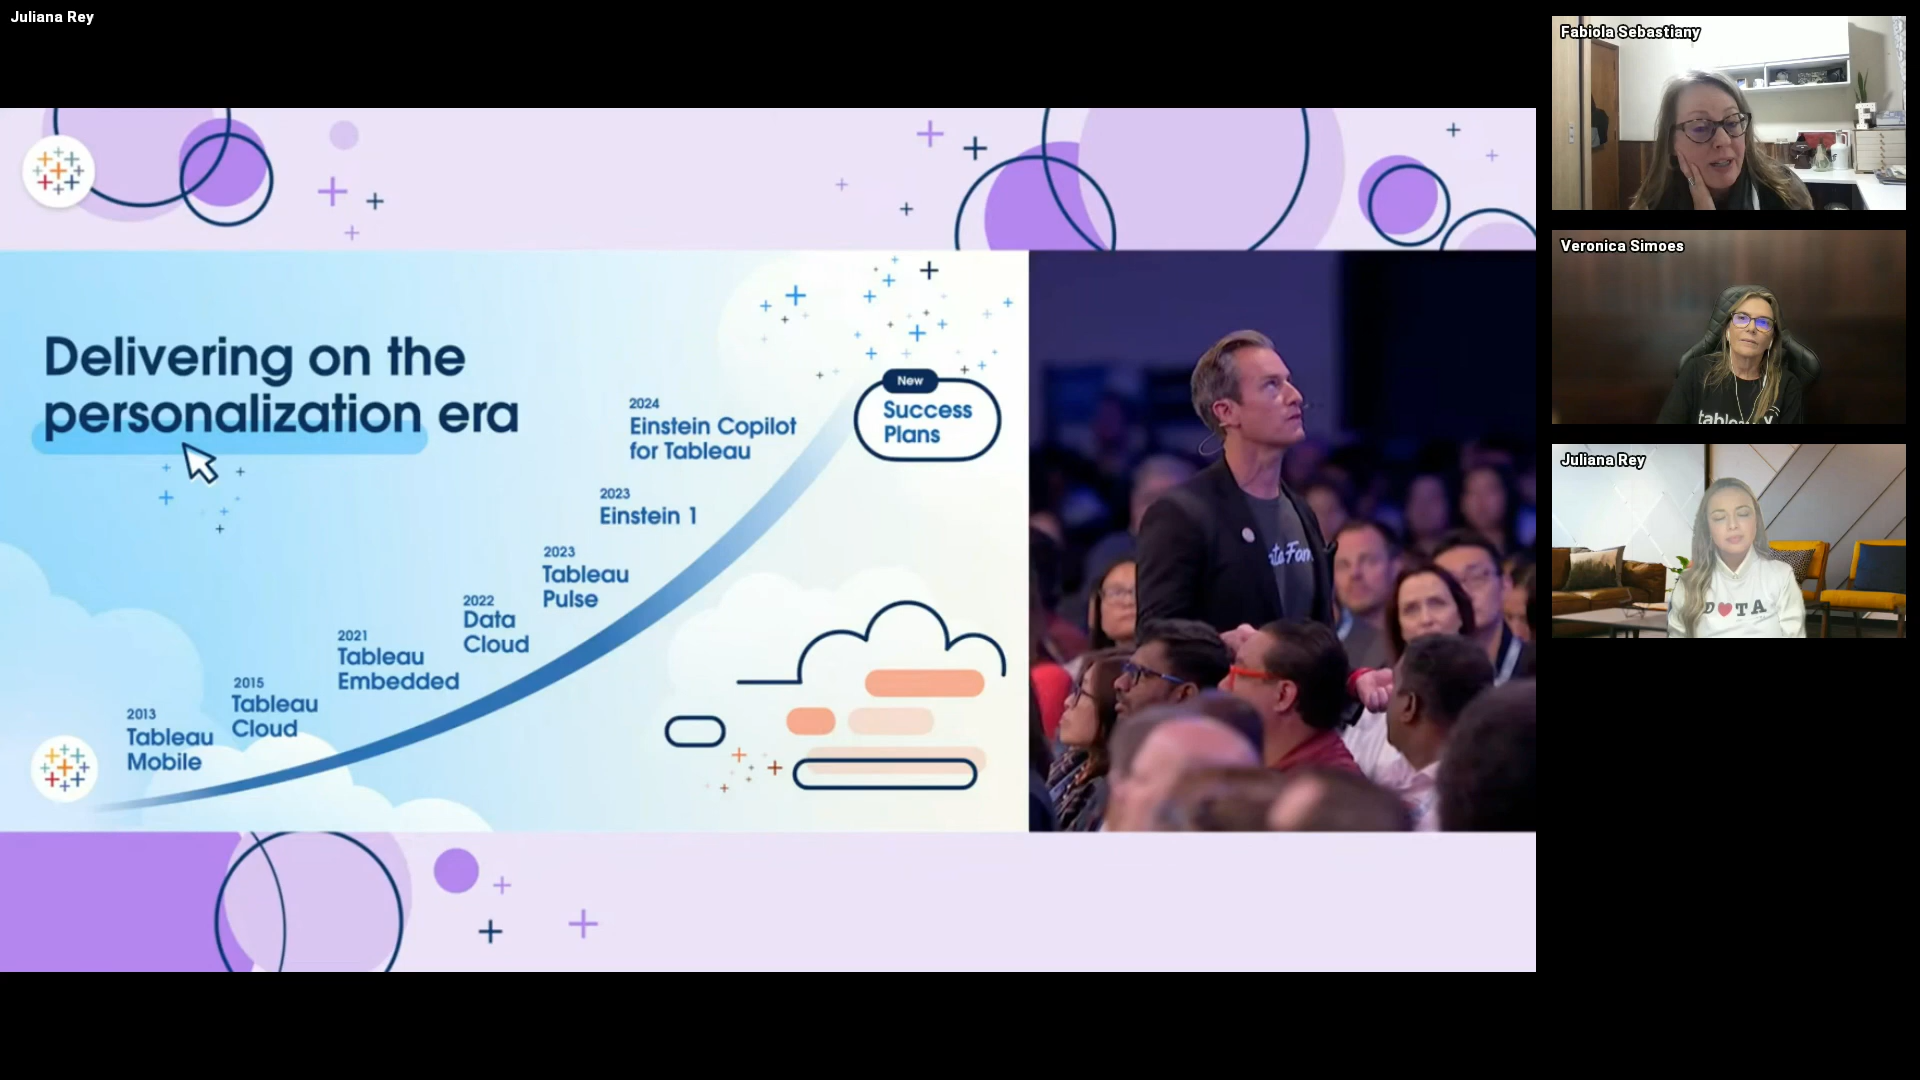 Juliana Rey
Delivering on the
personalization era
2013
Tableau
Mobile
2015
Tableau
Cloud
2021
Tableau
Embedded
2022
Data
Cloud
2023
Tableau
Pulse
2023
Einstein 1
2024
Einstein Copilot
for Tableau
New
Success
Plans
Fabiola Sebastiany
Veronica Simoes
Juliana Rey
D❤TA